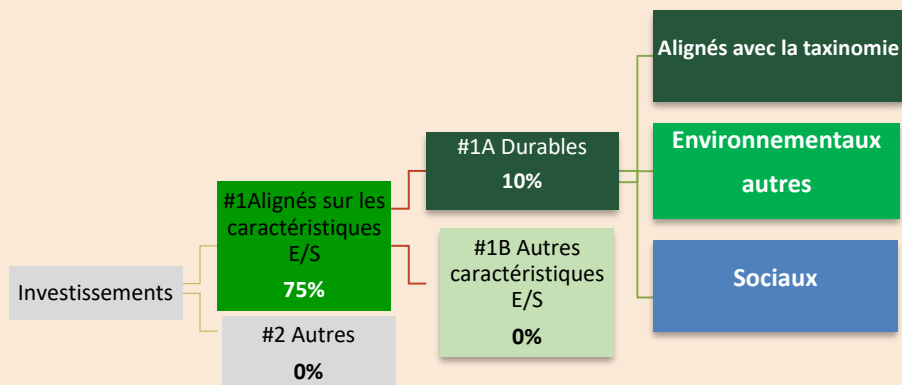 Investissements
#1Alignés sur les
caractéristiques
E/S
75%
#2 Autres
0%
#1A Durables
10%
#1B Autres
caractéristiques
E/S
0%
Alignés avec la taxinomie
Environnementaux
autres
Sociaux